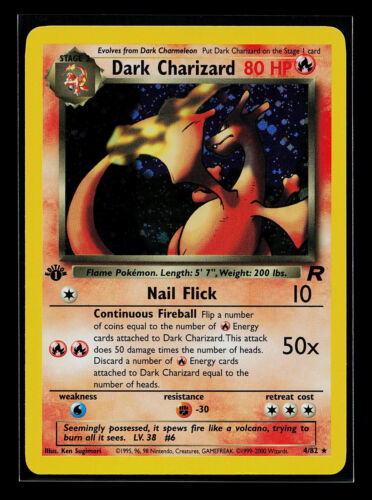 Evolves from Dark Charmeleon Put Dark Charizard on the Stage 1 card
STAGE 2
Dark Charizard 80 HP
Flame Pokémon. Length: 5' 7", Weight: 200 lbs.
EDITION
1
R
Nail Flick 10
Continuous Fireball Flip a number
of coins equal to the number of Energy
cards attached to Dark Charizard. This attack
does 50 damage times the number of heads.
Discard a number of Energy cards
attached to Dark Charizard equal to the
number of heads.
50x
weakness resistance retreat cost
-30
Seemingly possessed, it spews fire like a volcano, trying to
burn all it sees. LV. 38 #6
Illus. Ken Sugimori ©1995, 96, 98 Nintendo, Creatures, GAMEFREAK. ©1999-2000 Wizards. 4/82